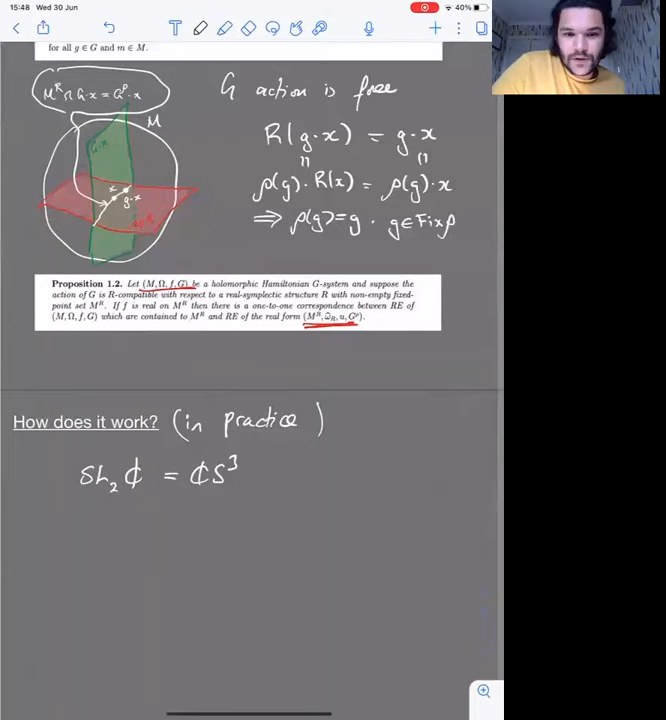 15:48 Wed 30 Jun
40%
for all g ∈ G and m ∈ M.
M^R ∩ G·x = G^ρ·x
G action is free
M
G·x
R(g·x) = g·x
x
g·x
ρ(g)·R(x) = ρ(g)·x
⇒ ρ(g)=g · g∈Fix ρ
Proposition 1.2. Let (M, Ω, f, G) be a holomorphic Hamiltonian G-system and suppose the
action of G is R-compatible with respect to a real-symplectic structure R with non-empty fixed-
point set M^R. If f is real on M^R then there is a one-to-one correspondence between RE of
(M, Ω, f, G) which are contained to M^R and RE of the real form (M^R, Ω̂_R, u, G^ρ).
How does it work? (in practice)
SL₂ ℂ = ℂS³